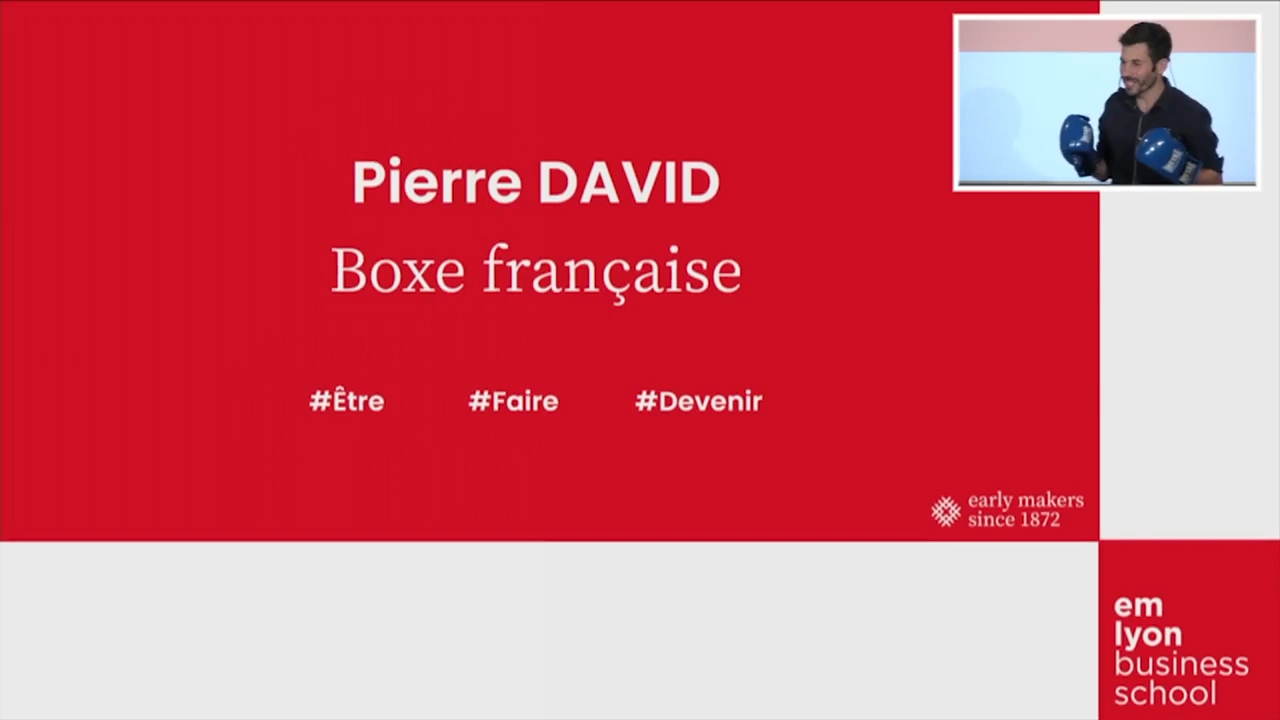 Pierre DAVID
Boxe française
#Être #Faire #Devenir
early makers
since 1872
em
lyon
business
school